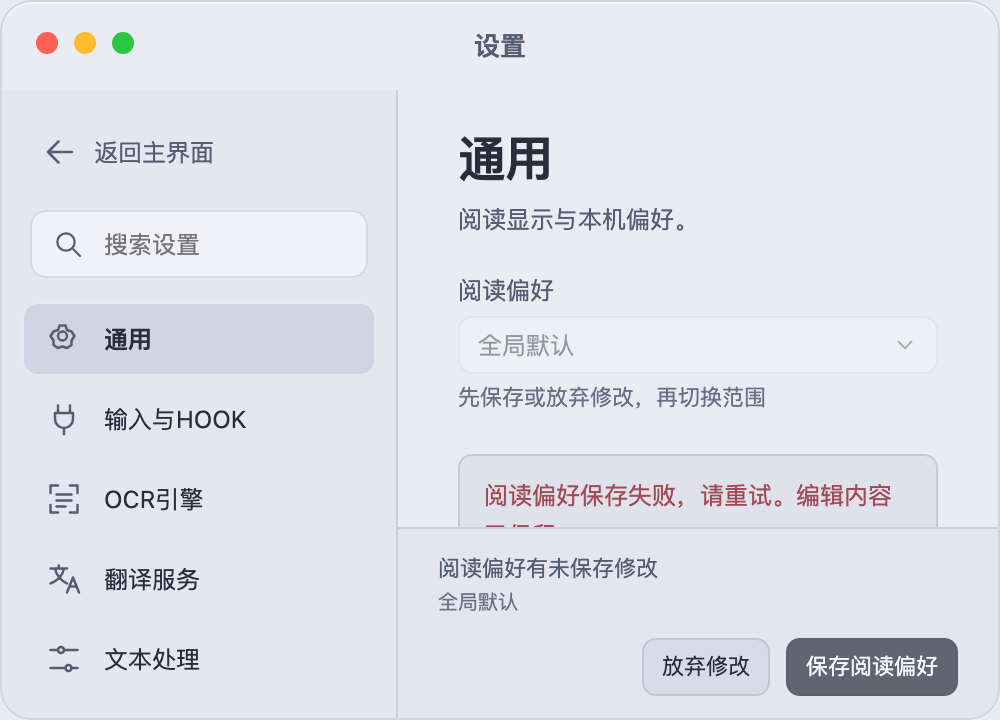 设置
返回主界面
搜索设置
通用
输入与HOOK
OCR引擎
翻译服务
文本处理
通用
阅读显示与本机偏好。
阅读偏好
全局默认
先保存或放弃修改，再切换范围
阅读偏好保存失败，请重试。编辑内容
阅读偏好有未保存修改
全局默认
放弃修改
保存阅读偏好